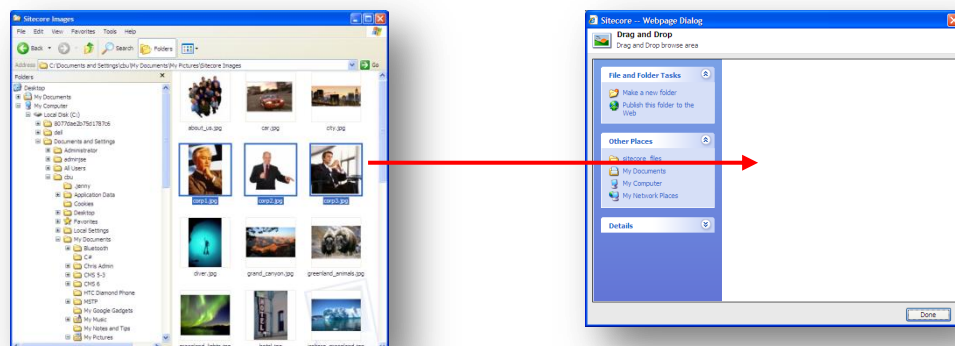 Sitecore Images
File Edit View Favorites Tools Help
Back Search Folders
Address C:\Documents and Settings\cbu\My Documents\My Pictures\Sitecore Images Go
Folders
Desktop
My Documents
My Computer
Local Disk (C:)
dell
Documents and Settings
Administrator
All Users
cbu
Application Data
Cookies
Desktop
Favorites
Local Settings
My Documents
Bluetooth
C#
Chris Admin
CMS 5-3
CMS 6
HTC Diamond Phone
MSTP
My Google Gadgets
My Music
My Notes and Tips
My Pictures
about_us.jpg car.jpg city.jpg
corp1.jpg corp2.jpg corp3.jpg
diver.jpg grand_canyon.jpg greenland_animals.jpg
Sitecore -- Webpage Dialog
Drag and Drop
Drag and Drop browse area
File and Folder Tasks
Make a new folder
Publish this folder to the
Web
Other Places
sitecore_files
My Documents
My Computer
My Network Places
Details
Done